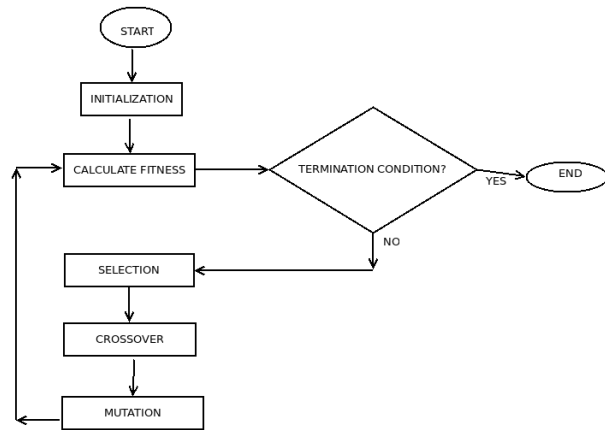 START
INITIALIZATION
CALCULATE FITNESS
TERMINATION CONDITION?
YES
END
NO
SELECTION
CROSSOVER
MUTATION